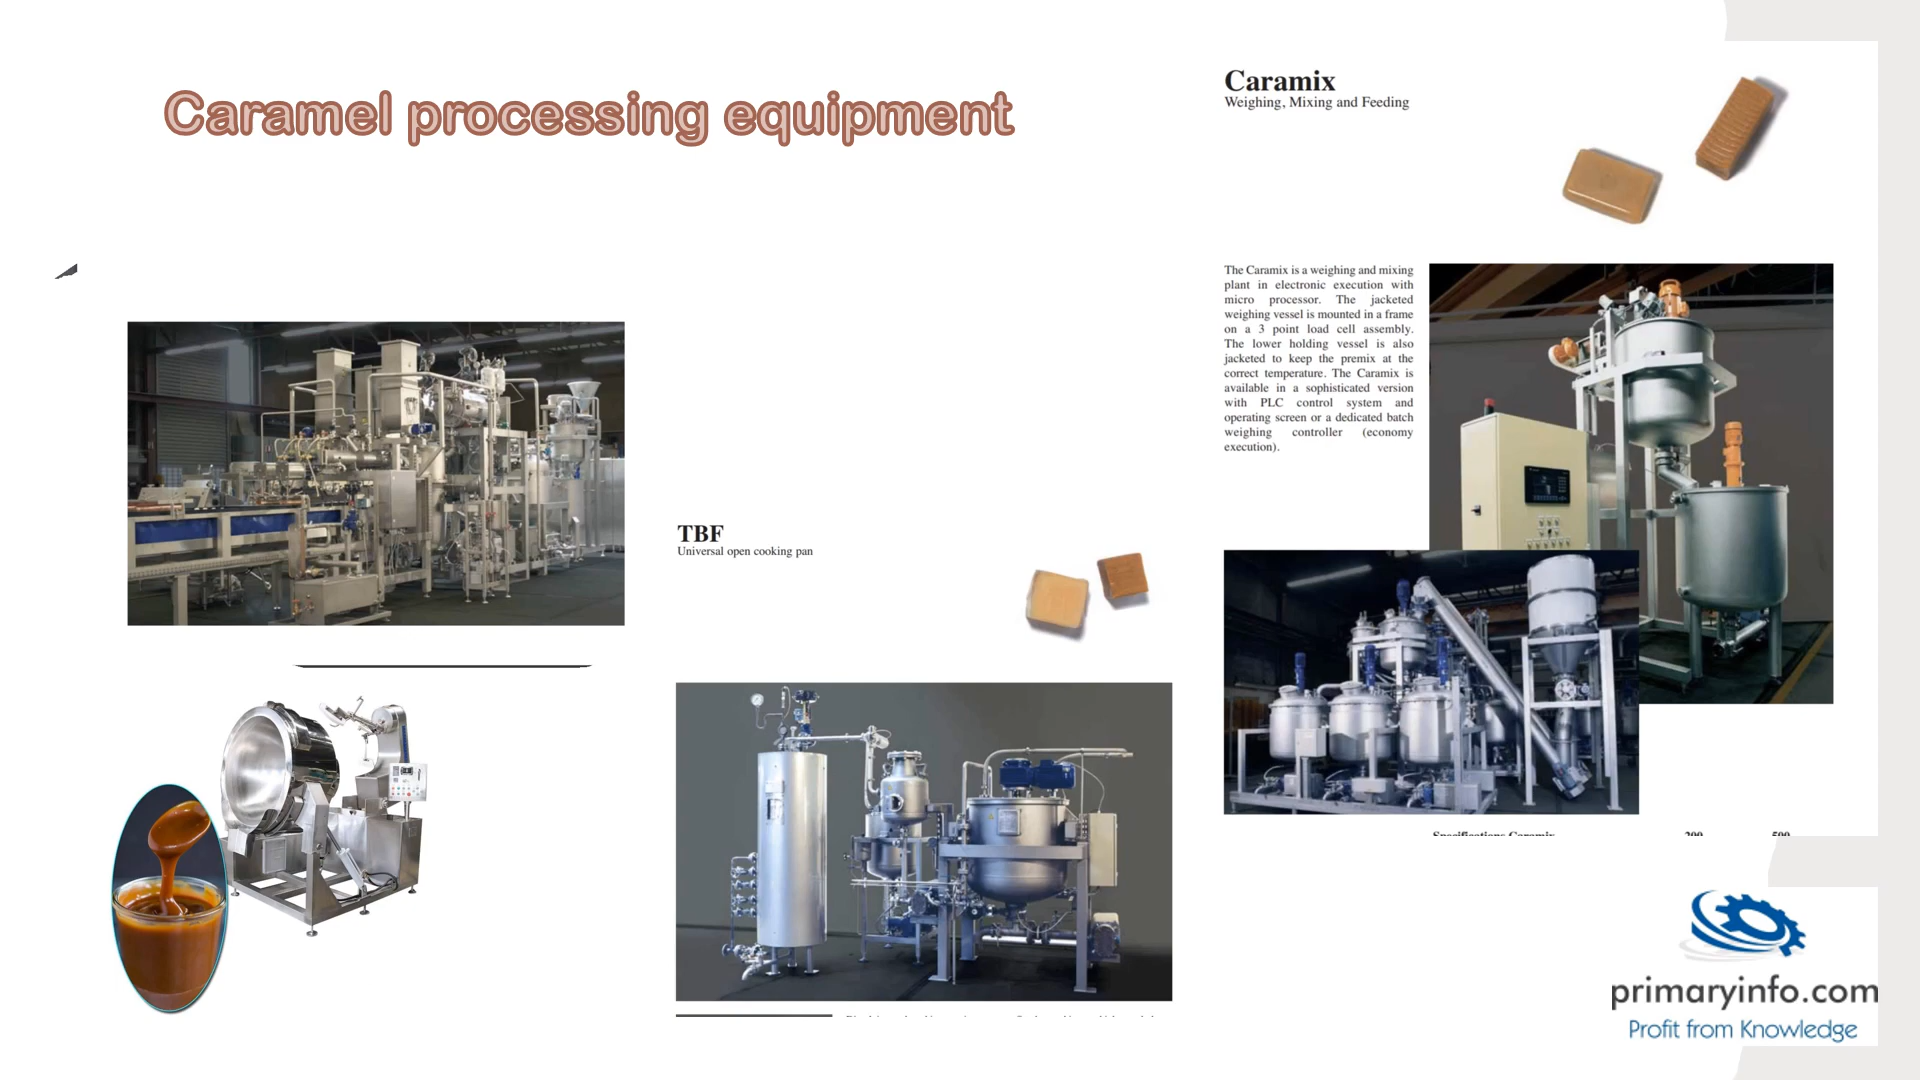 Caramel processing equipment
Caramix
Weighing, Mixing and Feeding
The Caramix is a weighing and mixing
plant in electronic execution with
micro processor. The jacketed
weighing vessel is mounted in a frame
on a 3 point load cell assembly.
The lower holding vessel is also
jacketed to keep the premix at the
correct temperature. The Caramix is
available in a sophisticated version
with PLC control system and
operating screen or a dedicated batch
weighing controller (economy
execution).
TBF
Universal open cooking pan
Specifications Caramix 200 500
primaryinfo.com
Profit from Knowledge